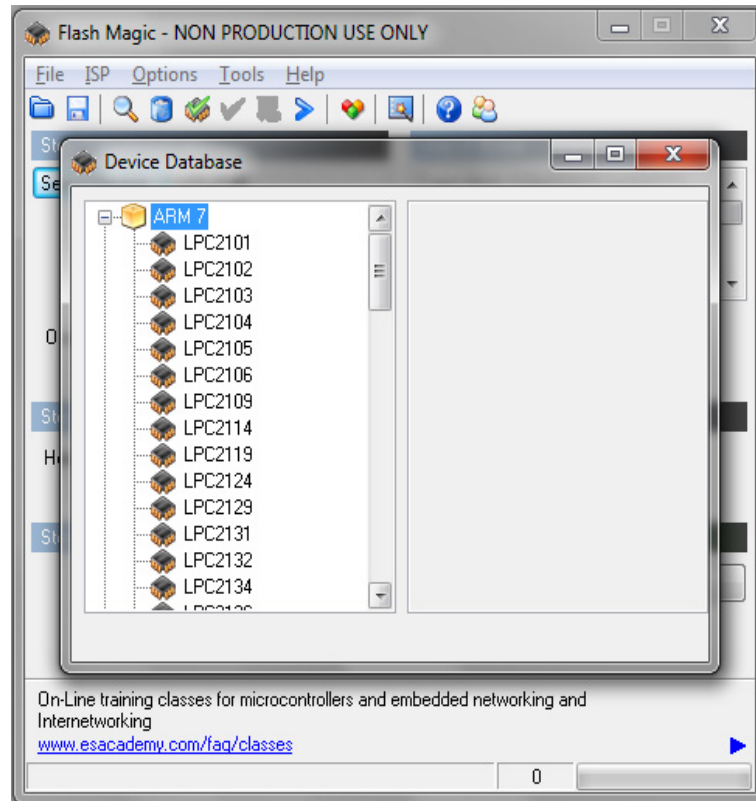 Flash Magic - NON PRODUCTION USE ONLY
File ISP Options Tools Help
Device Database
ARM 7
LPC2101
LPC2102
LPC2103
LPC2104
LPC2105
LPC2106
LPC2109
LPC2114
LPC2119
LPC2124
LPC2129
LPC2131
LPC2132
LPC2134
On-Line training classes for microcontrollers and embedded networking and
Internetworking
www.esacademy.com/faq/classes
0